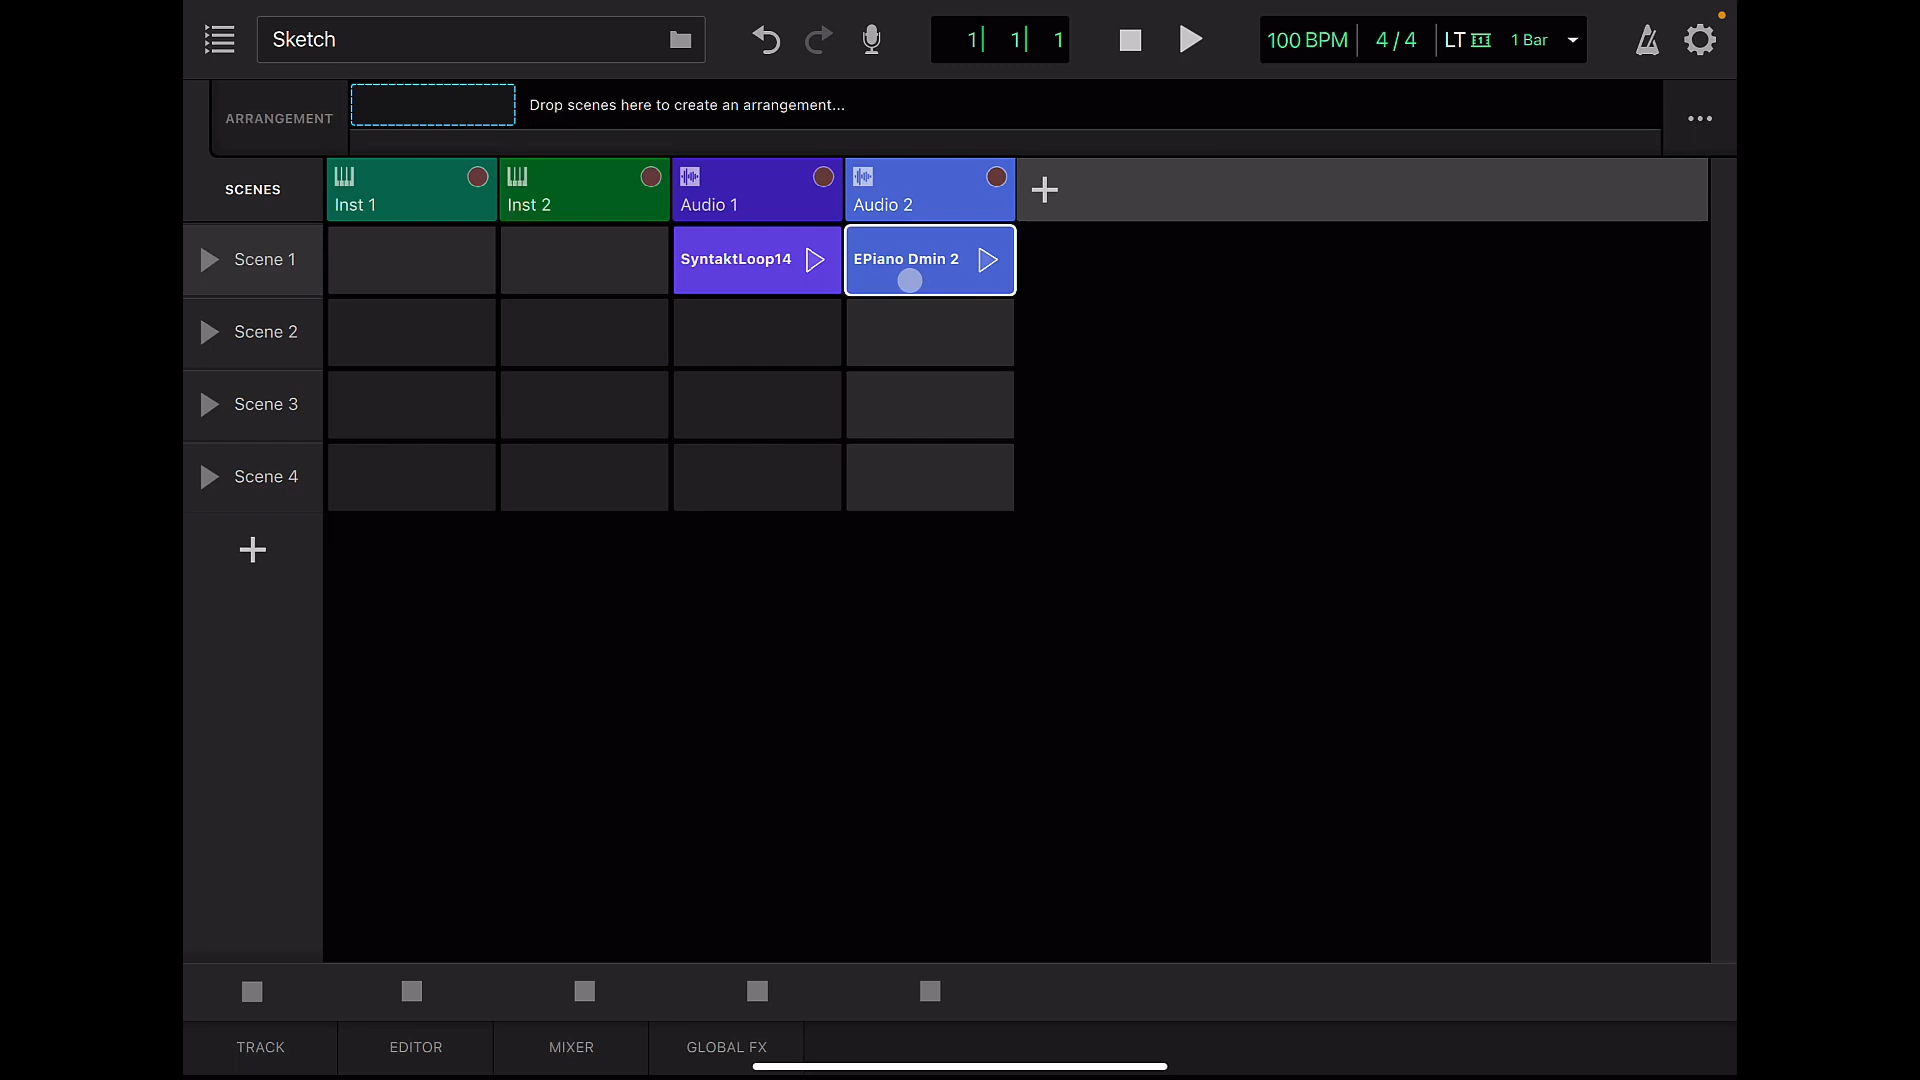 Sketch
1| 1| 1
100 BPM 4/4 LT 1 Bar
ARRANGEMENT
Drop scenes here to create an arrangement...
SCENES
Inst 1
Inst 2
Audio 1
Audio 2
Scene 1
SyntaktLoop14
EPiano Dmin 2
Scene 2
Scene 3
Scene 4
TRACK
EDITOR
MIXER
GLOBAL FX